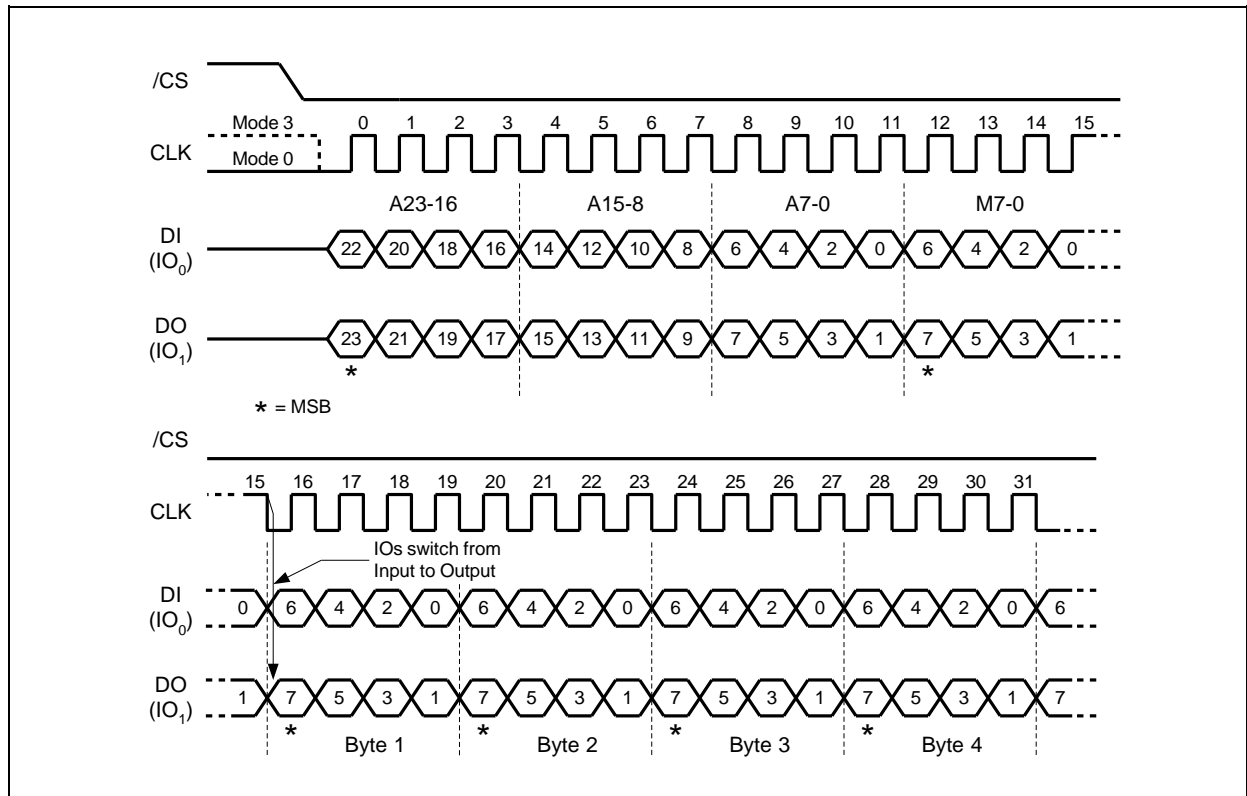 /CS
Mode 3 0 1 2 3 4 5 6 7 8 9 10 11 12 13 14 15
CLK
Mode 0
A23-16 A15-8 A7-0 M7-0
DI
(IO0)
22 20 18 16 14 12 10 8 6 4 2 0 6 4 2 0
DO
(IO1)
23 21 19 17 15 13 11 9 7 5 3 1 7 5 3 1
* *
* = MSB
/CS
15 16 17 18 19 20 21 22 23 24 25 26 27 28 29 30 31
CLK
IOs switch from
Input to Output
DI
(IO0)
0 6 4 2 0 6 4 2 0 6 4 2 0 6 4 2 0 6
DO
(IO1)
1 7 5 3 1 7 5 3 1 7 5 3 1 7 5 3 1 7
* * * *
Byte 1 Byte 2 Byte 3 Byte 4